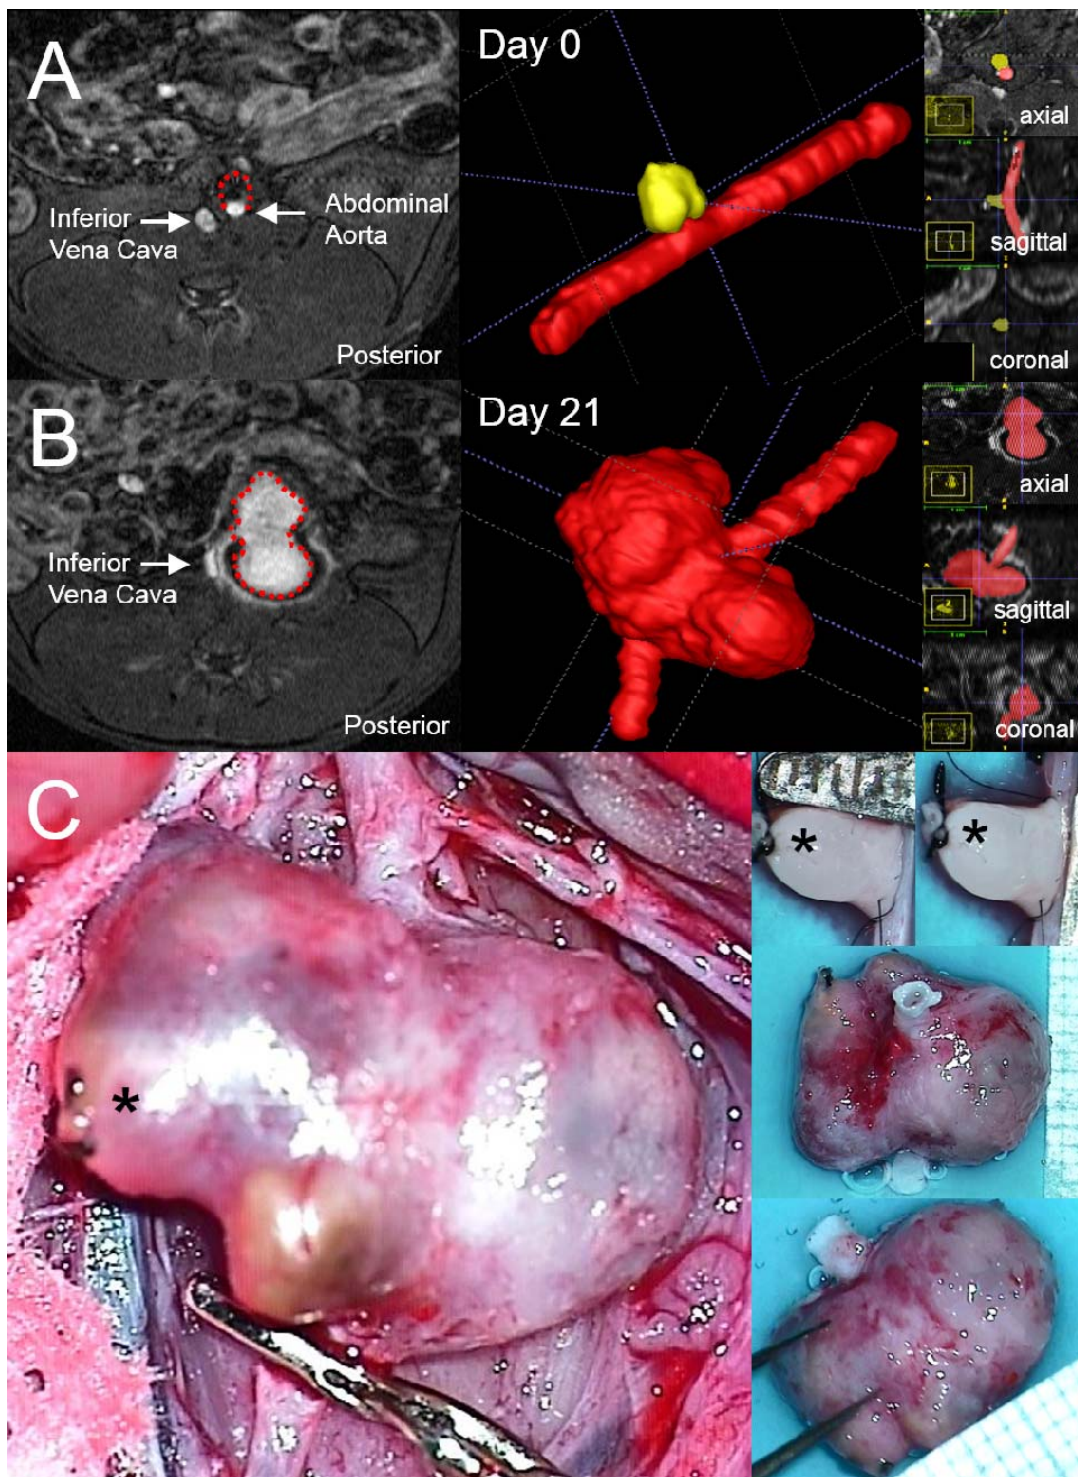 A
Inferior
Vena Cava
Abdominal
Aorta
Posterior
Day 0
axial
sagittal
coronal
B
Inferior
Vena Cava
Posterior
Day 21
axial
sagittal
coronal
C
*
*
*